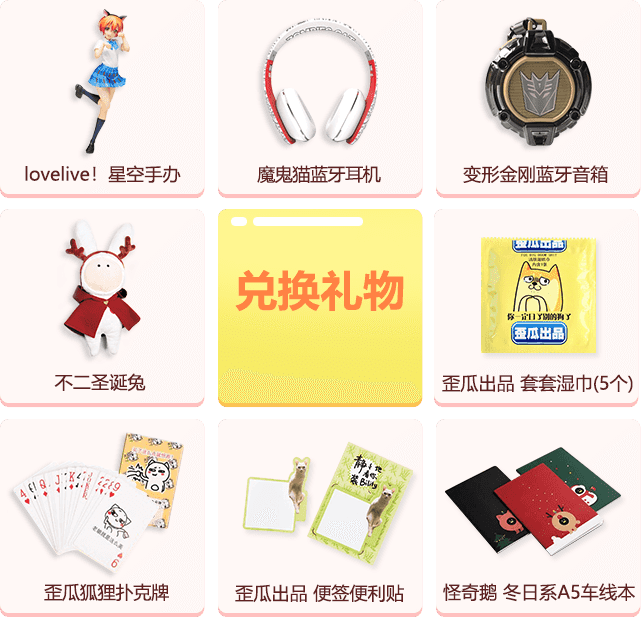 lovelive！星空手办
魔鬼猫蓝牙耳机
变形金刚蓝牙音箱
不二圣诞兔
兑换礼物
歪瓜出品
你一定日了别的狗了
歪瓜出品
歪瓜出品 套套湿巾(5个)
歪瓜狐狸扑克牌
歪瓜出品 便签便利贴
怪奇鹅 冬日系A5车线本